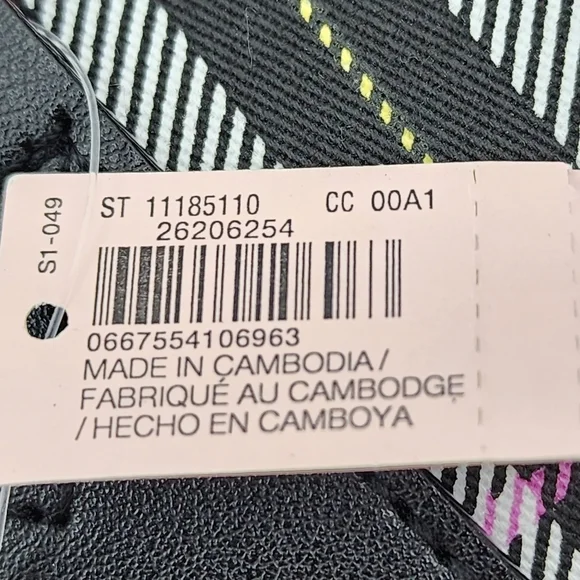 S1-049
ST 11185110 CC 00A1
26206254
0667554106963
MADE IN CAMBODIA /
FABRIQUÉ AU CAMBODGE
/ HECHO EN CAMBOYA